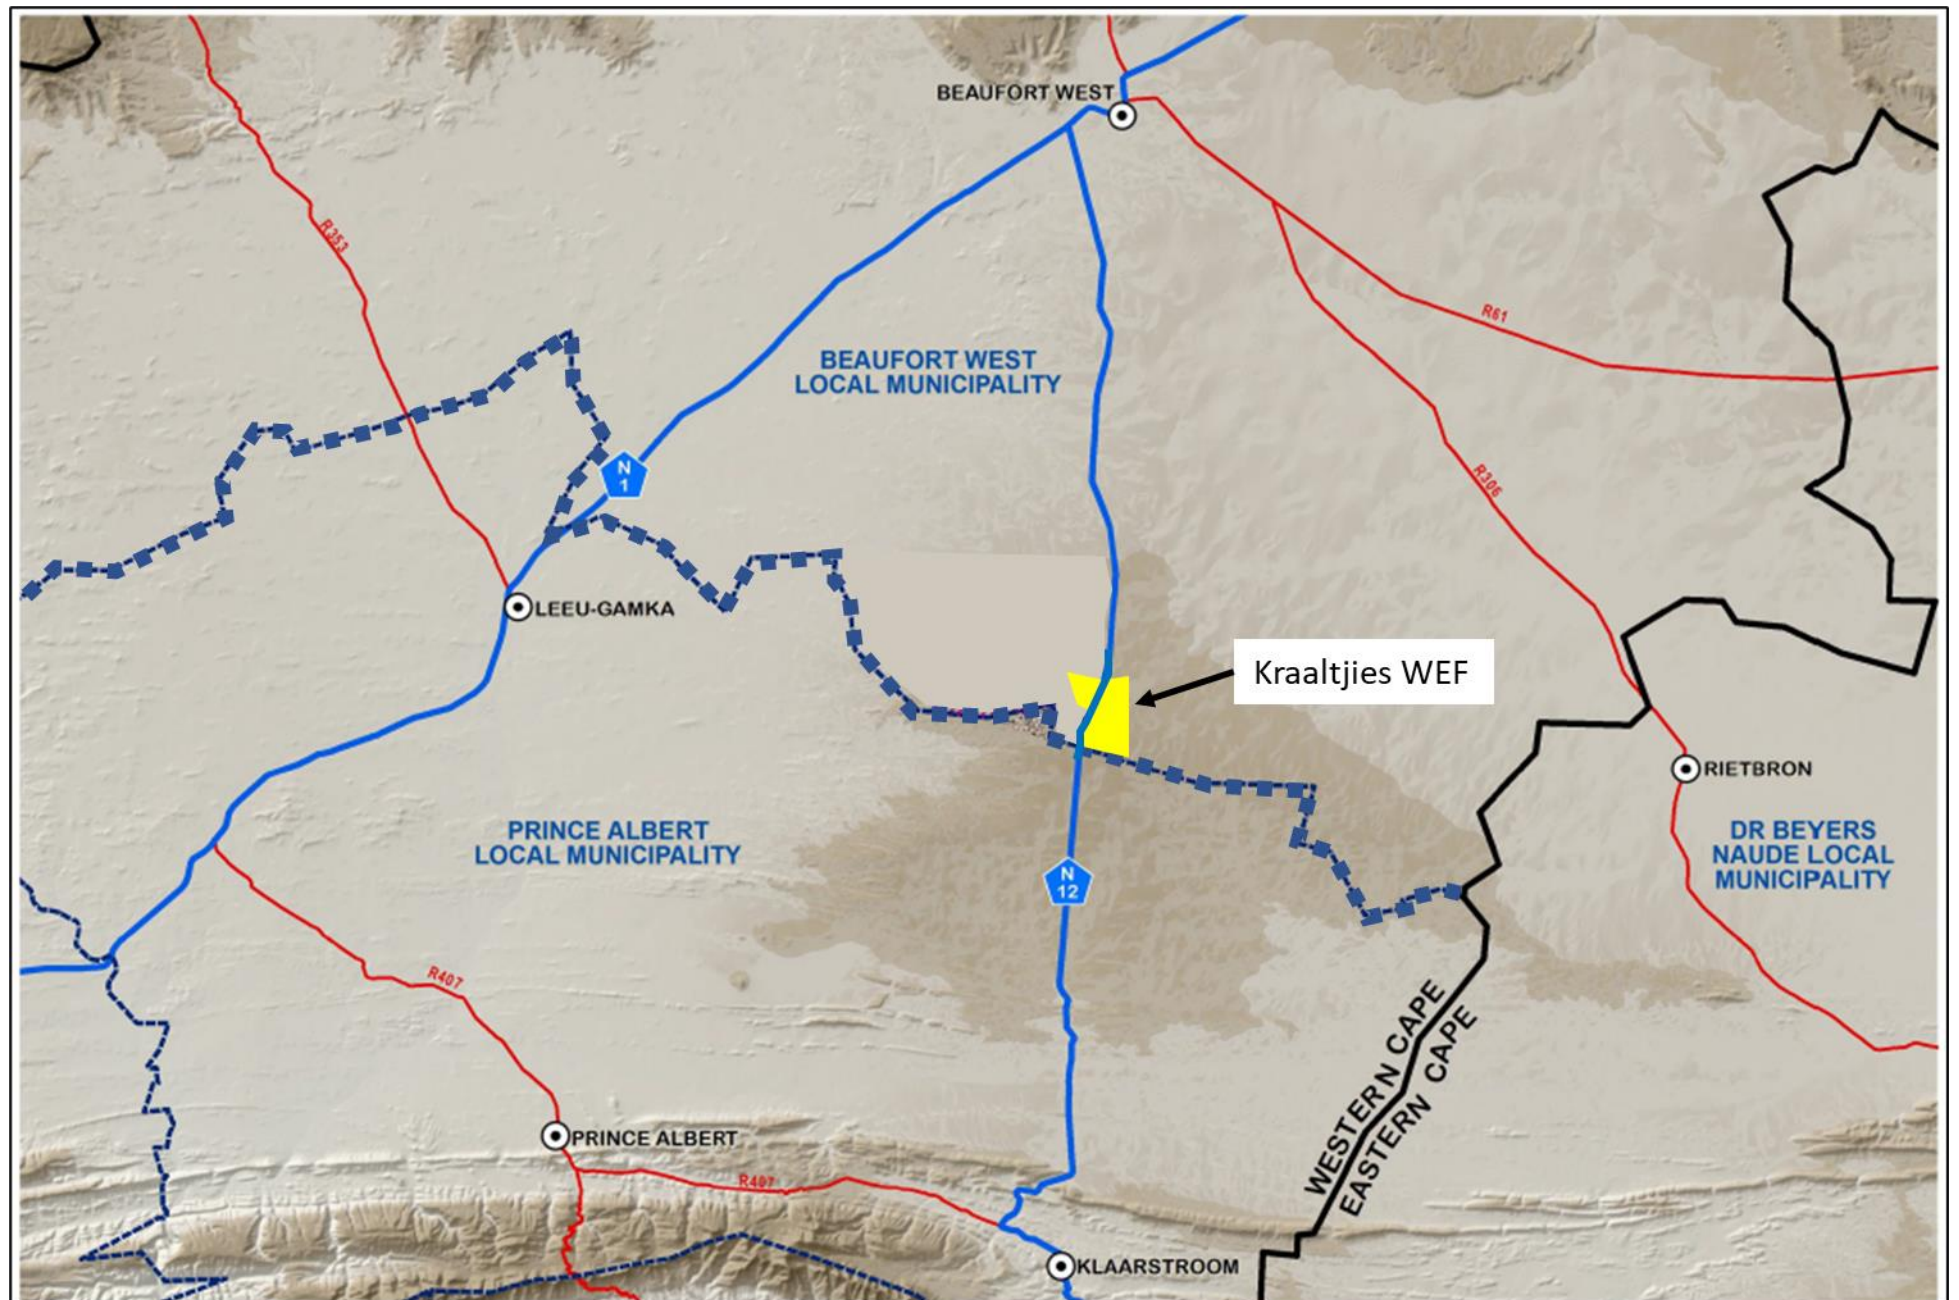 BEAUFORT WEST
R353
R61
BEAUFORT WEST
LOCAL MUNICIPALITY
N
1
R306
LEEU-GAMKA
Kraaltjies WEF
RIETBRON
PRINCE ALBERT
LOCAL MUNICIPALITY
DR BEYERS
NAUDE LOCAL
MUNICIPALITY
N
12
R407
WESTERN CAPE
EASTERN CAPE
PRINCE ALBERT
R407
KLAARSTROOM